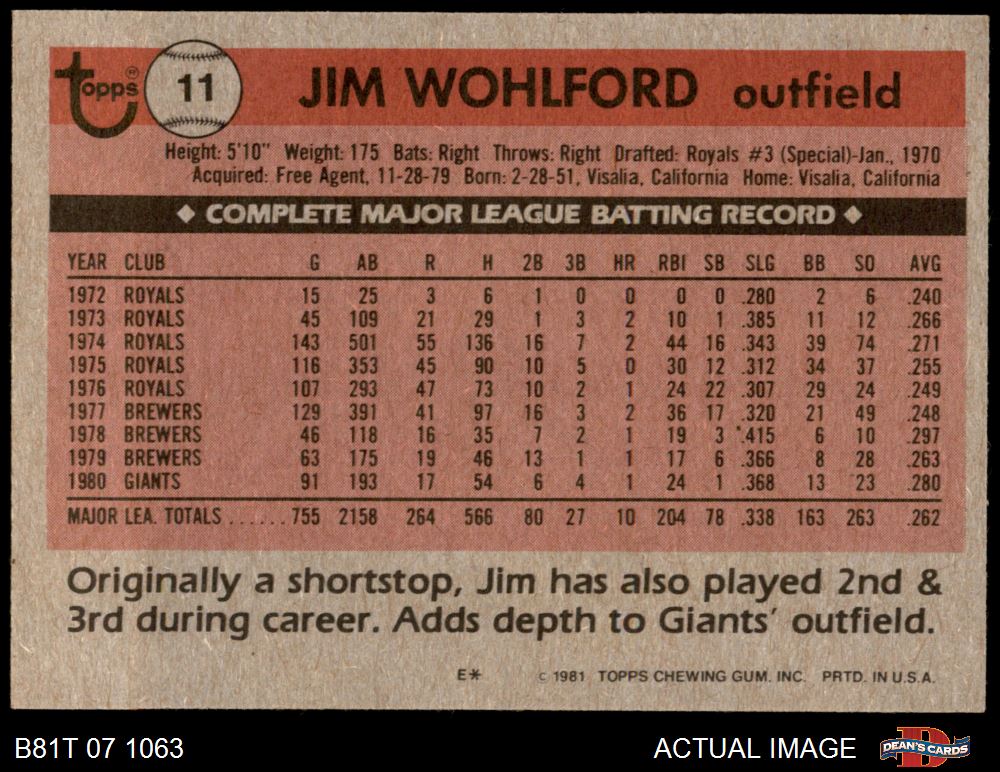 topps® 11 JIM WOHLFORD outfield
Height: 5'10" Weight: 175 Bats: Right Throws: Right Drafted: Royals #3 (Special)-Jan., 1970
Acquired: Free Agent, 11-28-79 Born: 2-28-51, Visalia, California Home: Visalia, California
◆ COMPLETE MAJOR LEAGUE BATTING RECORD ◆
YEAR CLUB G AB R H 2B 3B HR RBI SB SLG BB SO AVG
1972 ROYALS 15 25 3 6 1 0 0 0 0 .280 2 6 .240
1973 ROYALS 45 109 21 29 1 3 2 10 1 .385 11 12 .266
1974 ROYALS 143 501 55 136 16 7 2 44 16 .343 39 74 .271
1975 ROYALS 116 353 45 90 10 5 0 30 12 .312 34 37 .255
1976 ROYALS 107 293 47 73 10 2 1 24 22 .307 29 24 .249
1977 BREWERS 129 391 41 97 16 3 2 36 17 .320 21 49 .248
1978 BREWERS 46 118 16 35 7 2 1 19 3 .415 6 10 .297
1979 BREWERS 63 175 19 46 13 1 1 17 6 .366 8 28 .263
1980 GIANTS 91 193 17 54 6 4 1 24 1 .368 13 23 .280
MAJOR LEA. TOTALS ...... 755 2158 264 566 80 27 10 204 78 .338 163 263 .262
Originally a shortstop, Jim has also played 2nd &
3rd during career. Adds depth to Giants' outfield.
E* © 1981 TOPPS CHEWING GUM. INC. PRTD. IN U.S.A.
B81T 07 1063 ACTUAL IMAGE DEAN'S CARDS